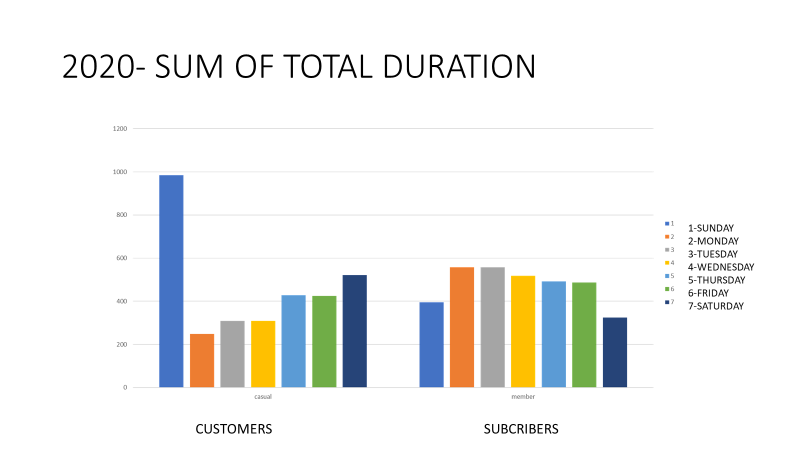 2020- SUM OF TOTAL DURATION
1200
1000
800
600
400
200
0
casual
member
1
2
3
4
5
6
7
1-SUNDAY
2-MONDAY
3-TUESDAY
4-WEDNESDAY
5-THURSDAY
6-FRIDAY
7-SATURDAY
CUSTOMERS
SUBCRIBERS